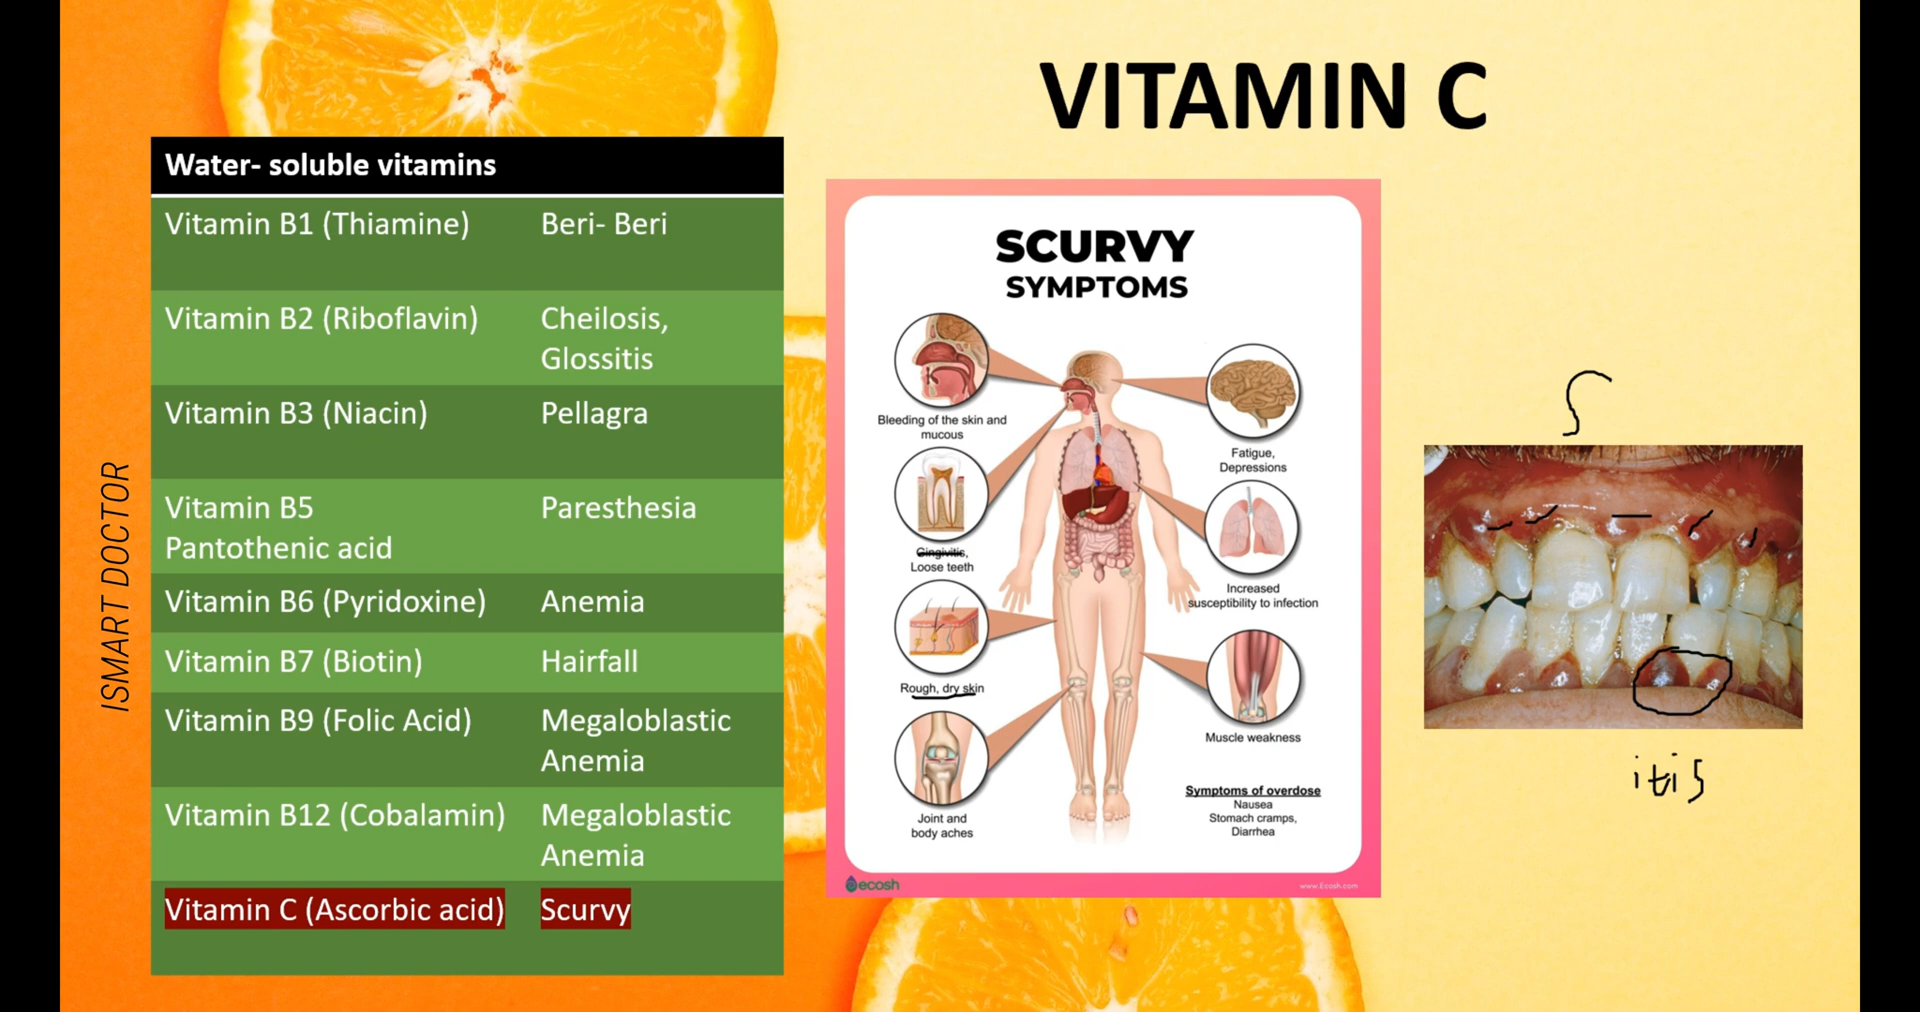 VITAMIN C
Water- soluble vitamins
Vitamin B1 (Thiamine) Beri- Beri
Vitamin B2 (Riboflavin) Cheilosis,
Glossitis
Vitamin B3 (Niacin) Pellagra
Vitamin B5 Paresthesia
Pantothenic acid
Vitamin B6 (Pyridoxine) Anemia
Vitamin B7 (Biotin) Hairfall
Vitamin B9 (Folic Acid) Megaloblastic
Anemia
Vitamin B12 (Cobalamin) Megaloblastic
Anemia
Vitamin C (Ascorbic acid) Scurvy
ISMART DOCTOR
SCURVY
SYMPTOMS
Bleeding of the skin and
mucous
Gingivitis,
Loose teeth
Rough, dry skin
Joint and
body aches
Fatigue,
Depressions
Increased
susceptibility to infection
Muscle weakness
Symptoms of overdose
Nausea
Stomach cramps,
Diarrhea
ecosh
www.Ecosh.com
S
itis